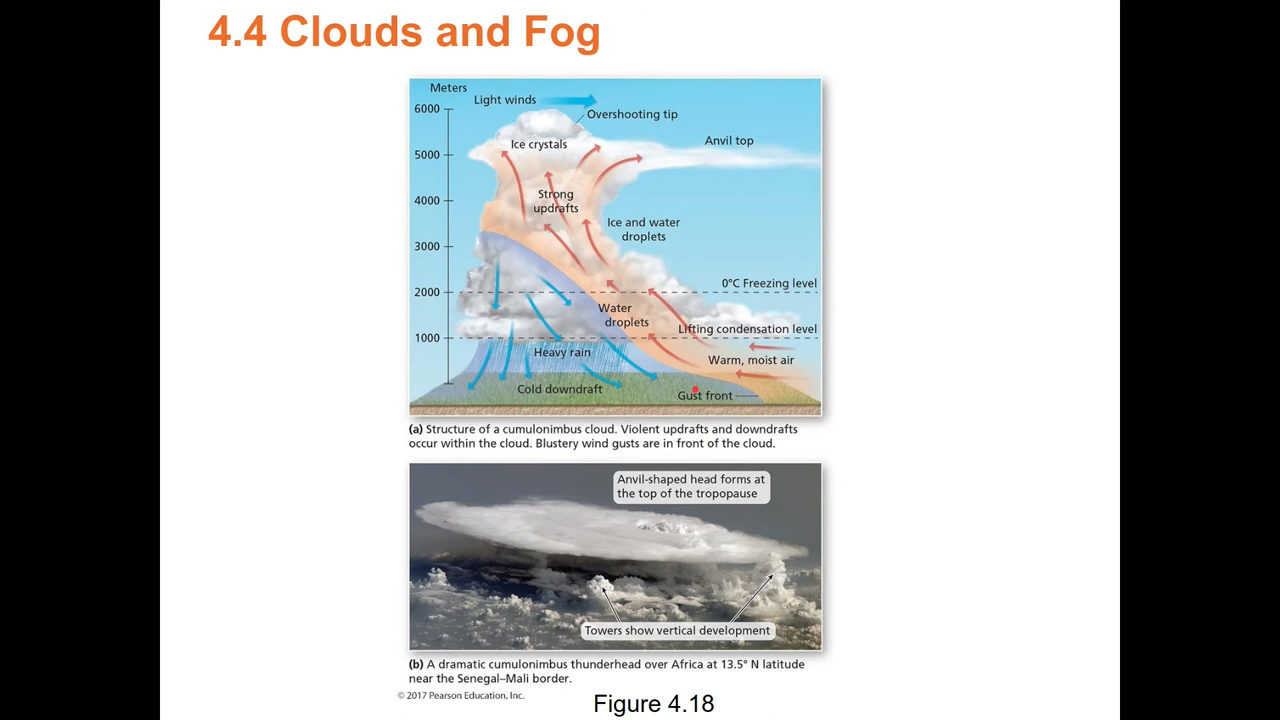 4.4 Clouds and Fog
Meters
Light winds
6000
Overshooting tip
Ice crystals
Anvil top
5000
Strong
updrafts
4000
Ice and water
droplets
3000
0°C Freezing level
2000
Water
droplets
Lifting condensation level
1000
Heavy rain
Warm, moist air
Cold downdraft
Gust front
(a) Structure of a cumulonimbus cloud. Violent updrafts and downdrafts
occur within the cloud. Blustery wind gusts are in front of the cloud.
Anvil-shaped head forms at
the top of the tropopause
Towers show vertical development
(b) A dramatic cumulonimbus thunderhead over Africa at 13.5° N latitude
near the Senegal–Mali border.
© 2017 Pearson Education, Inc.
Figure 4.18